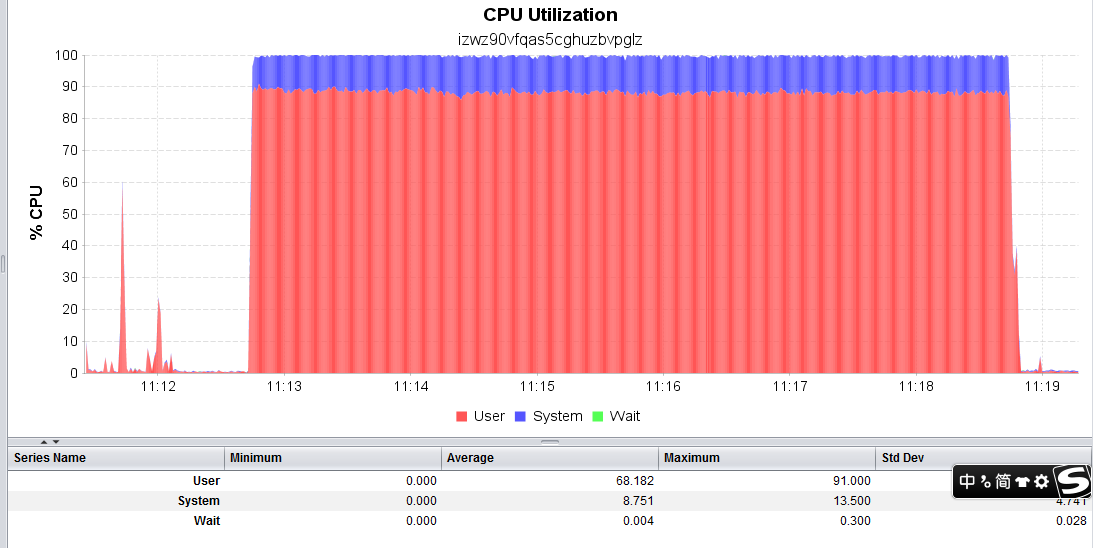 CPU Utilization
izwz90vfqas5cghuzbvpglz
% CPU
100
90
80
70
60
50
40
30
20
10
0
11:12 11:13 11:14 11:15 11:16 11:17 11:18 11:19
User System Wait
Series Name Minimum Average Maximum Std Dev
User 0.000 68.182 91.000
System 0.000 8.751 13.500 4.741
Wait 0.000 0.004 0.300 0.028
中 简 S